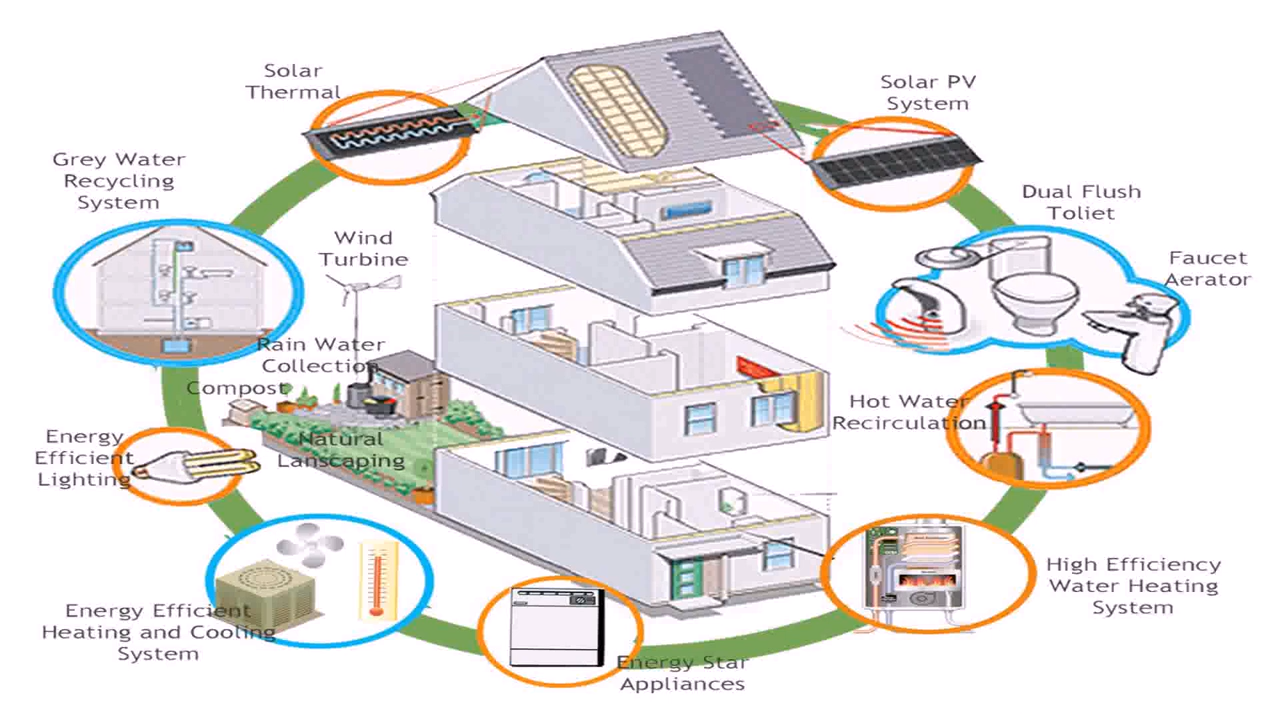 Solar
Thermal
Solar PV
System
Grey Water
Recycling
System
Dual Flush
Toliet
Wind
Turbine
Faucet
Aerator
Rain Water
Collection
Compost
Hot Water
Recirculation
Energy
Efficient
Lighting
Natural
Lanscaping
High Efficiency
Water Heating
System
Energy Efficient
Heating and Cooling
System
Energy Star
Appliances